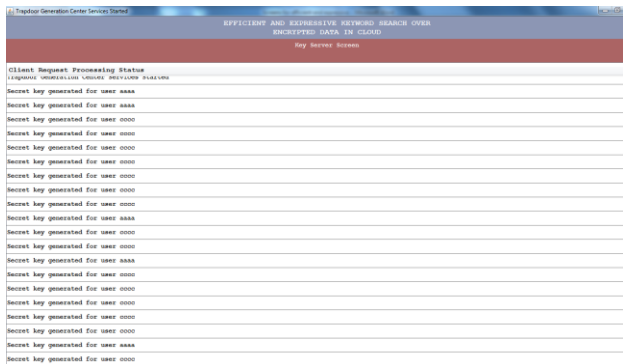 Trapdoor Generation Center Services Started
EFFICIENT AND EXPRESSIVE KEYWORD SEARCH OVER
ENCRYPTED DATA IN CLOUD
Key Server Screen
Client Request Processing Status
Trapdoor Generation Center Services Started
Secret key generated for user aaaa
Secret key generated for user aaaa
Secret key generated for user cccc
Secret key generated for user cccc
Secret key generated for user cccc
Secret key generated for user cccc
Secret key generated for user cccc
Secret key generated for user cccc
Secret key generated for user cccc
Secret key generated for user aaaa
Secret key generated for user cccc
Secret key generated for user cccc
Secret key generated for user aaaa
Secret key generated for user cccc
Secret key generated for user cccc
Secret key generated for user cccc
Secret key generated for user cccc
Secret key generated for user cccc
Secret key generated for user aaaa
Secret key generated for user cccc